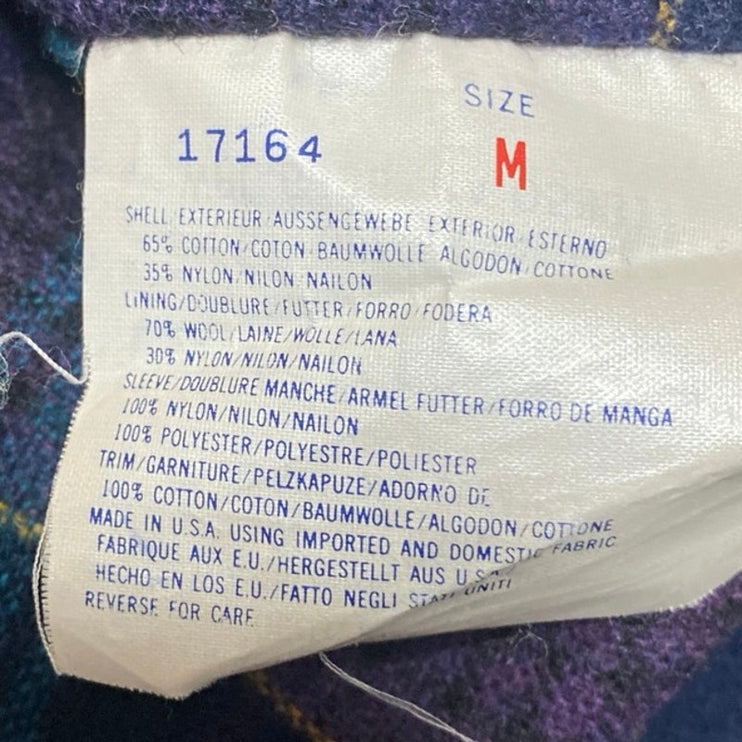 SIZE
17164
M
SHELL/EXTERIEUR/AUSSENGEWEBE/EXTERIOR/ESTERNO
65% COTTON/COTON/BAUMWOLLE/ALGODON/COTTONE
35% NYLON/NILON/NAILON
LINING/DOUBLURE/FUTTER/FORRO/FODERA
70% WOOL/LAINE/WOLLE/LANA
30% NYLON/NILON/NAILON
SLEEVE/DOUBLURE MANCHE/ARMEL FUTTER/FORRO DE MANGA
100% NYLON/NILON/NAILON
100% POLYESTER/POLYESTRE/POLIESTER
TRIM/GARNITURE/PELZKAPUZE/ADORNO DE
100% COTTON/COTON/BAUMWOLLE/ALGODON/COTTONE
MADE IN U.S.A. USING IMPORTED AND DOMESTIC FABRIC
FABRIQUE AUX E.U./HERGESTELLT AUS U.S.A./
HECHO EN LOS E.U./FATTO NEGLI STATI UNITI
REVERSE FOR CARE